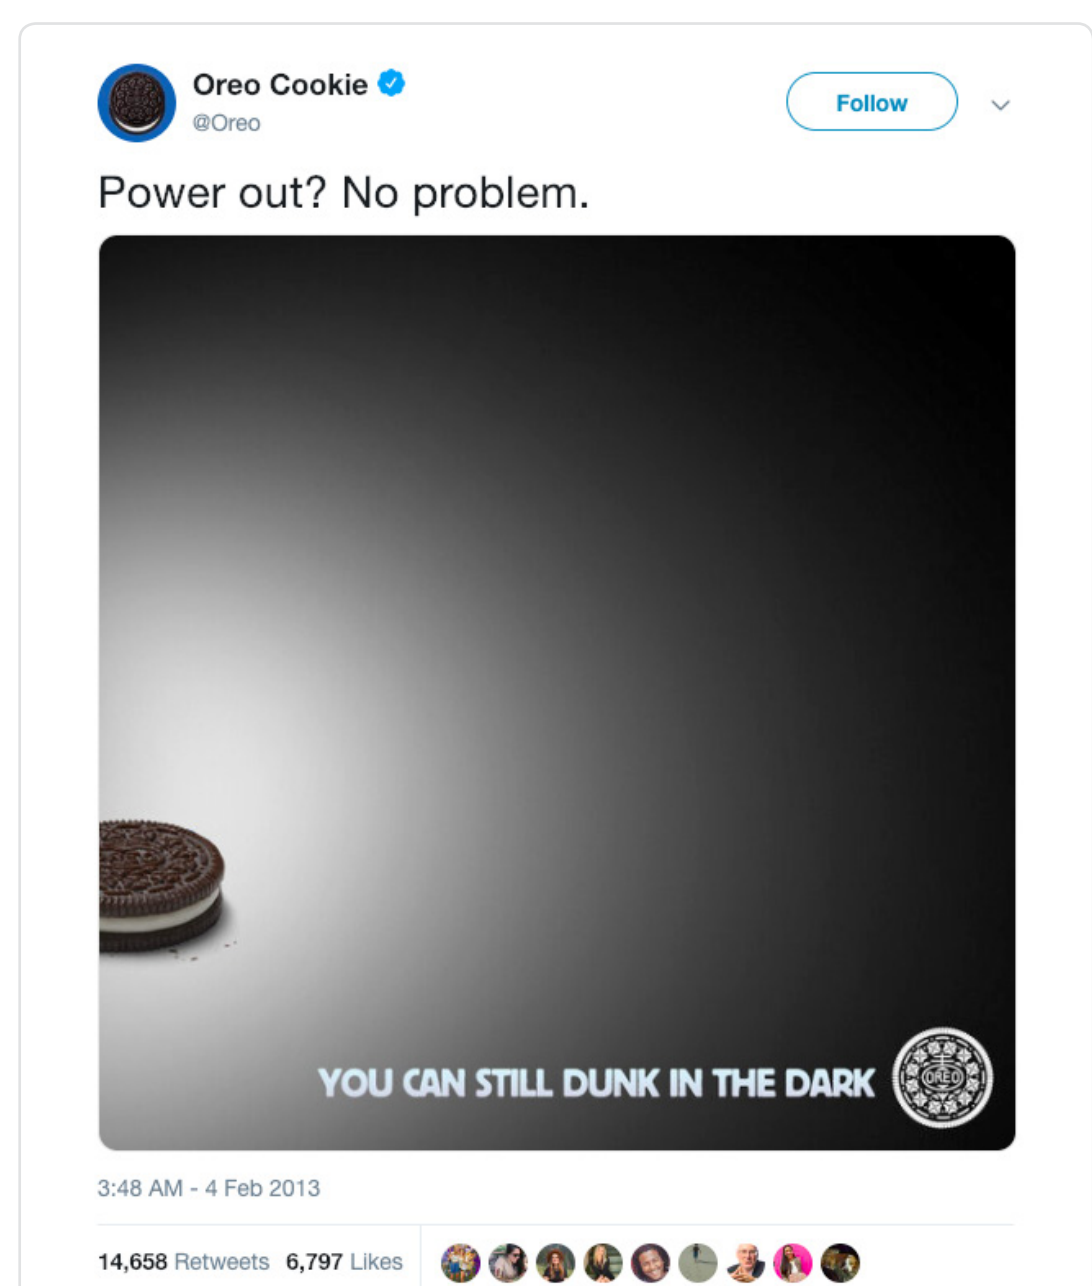 Oreo Cookie
@Oreo
Follow
Power out? No problem.
YOU CAN STILL DUNK IN THE DARK
OREO
3:48 AM - 4 Feb 2013
14,658 Retweets 6,797 Likes